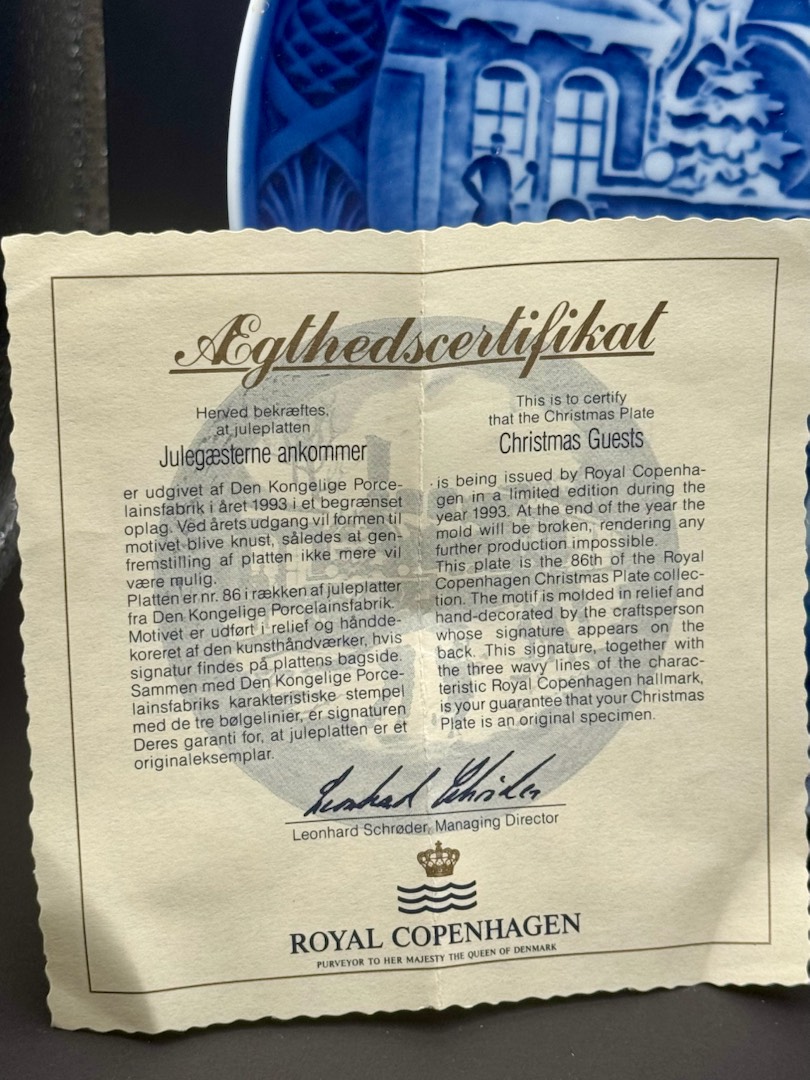 Ægthedscertifikat
Herved bekræftes,
at juleplatten
Julegæsterne ankommer
er udgivet af Den Kongelige Porce-
lainsfabrik i året 1993 i et begrænset
oplag. Ved årets udgang vil formen til
motivet blive knust, således at gen-
fremstilling af platten ikke mere vil
være mulig.
Platten er nr. 86 i rækken af juleplatter
fra Den Kongelige Porcelainsfabrik.
Motivet er udført i relief og håndde-
koreret af den kunsthåndværker, hvis
signatur findes på plattens bagside.
Sammen med Den Kongelige Porce-
lainsfabriks karakteristiske stempel
med de tre bølgelinier, er signaturen
Deres garanti for, at juleplatten er et
originaleksemplar.
This is to certify
that the Christmas Plate
Christmas Guests
is being issued by Royal Copenha-
gen in a limited edition during the
year 1993. At the end of the year the
mold will be broken, rendering any
further production impossible.
This plate is the 86th of the Royal
Copenhagen Christmas Plate collec-
tion. The motif is molded in relief and
hand-decorated by the craftsperson
whose signature appears on the
back. This signature, together with
the three wavy lines of the charac-
teristic Royal Copenhagen hallmark,
is your guarantee that your Christmas
Plate is an original specimen.
Leonhard Schrøder
Leonhard Schrøder, Managing Director
ROYAL COPENHAGEN
PURVEYOR TO HER MAJESTY THE QUEEN OF DENMARK